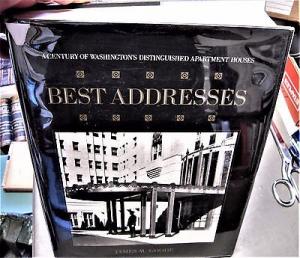 A CENTURY OF WASHINGTON'S DISTINGUISHED APARTMENT HOUSES
BEST ADDRESSES
JAMES M. GOODE